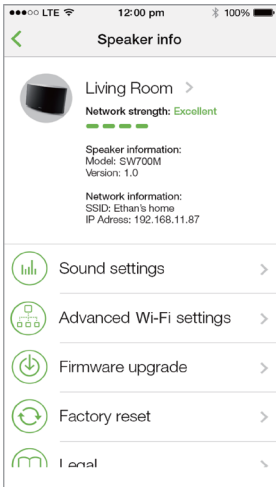 LTE 12:00 pm 100%
Speaker info
Living Room
Network strength: Excellent
Speaker information:
Model: SW700M
Version: 1.0
Network information:
SSID: Ethan's home
IP Adress: 192.168.11.87
Sound settings
Advanced Wi-Fi settings
Firmware upgrade
Factory reset
Legal